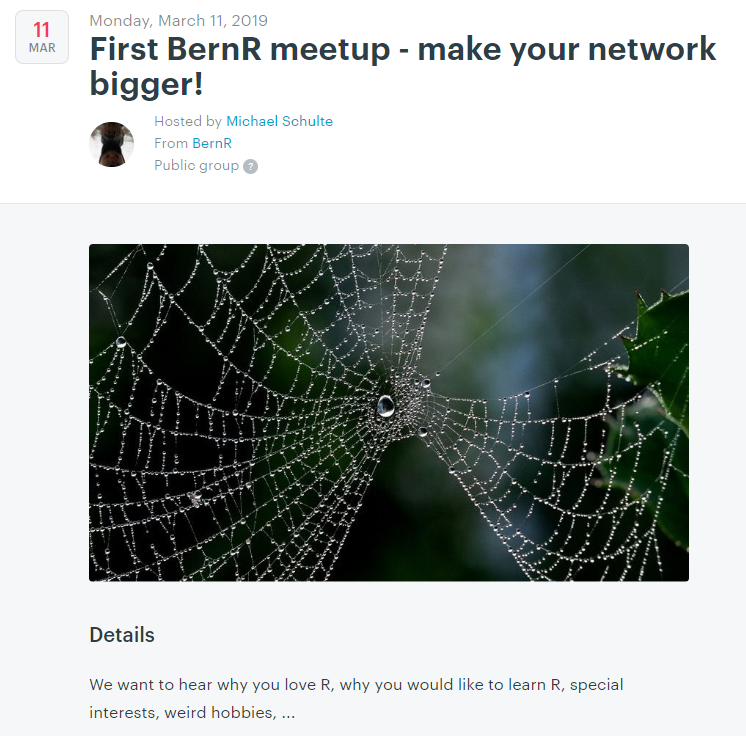 11
MAR
Monday, March 11, 2019
First BernR meetup - make your network
bigger!
Hosted by Michael Schulte
From BernR
Public group ?
Details
We want to hear why you love R, why you would like to learn R, special
interests, weird hobbies, ...